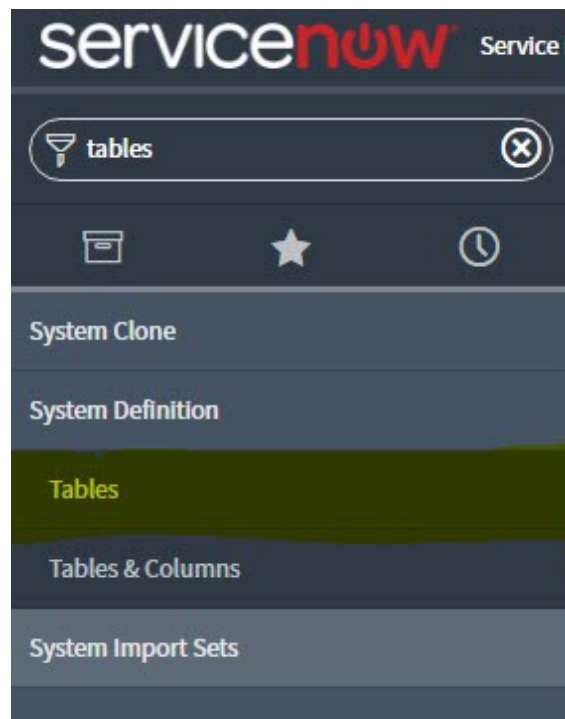 servicenow Service
tables
System Clone
System Definition
Tables
Tables & Columns
System Import Sets